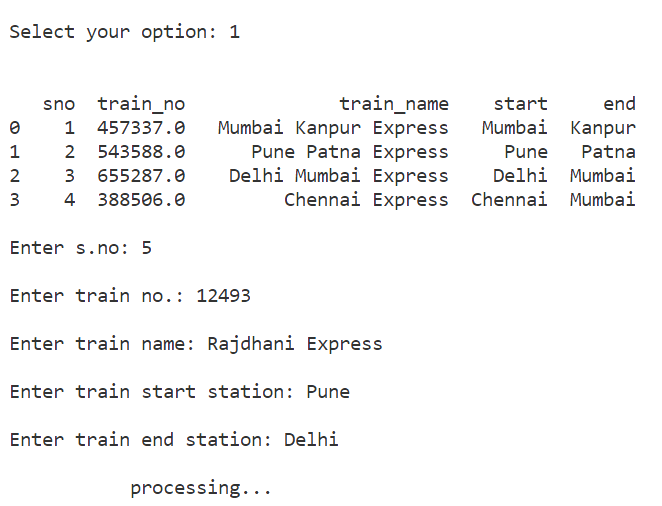 Select your option: 1
sno train_no train_name start end
0 1 457337.0 Mumbai Kanpur Express Mumbai Kanpur
1 2 543588.0 Pune Patna Express Pune Patna
2 3 655287.0 Delhi Mumbai Express Delhi Mumbai
3 4 388506.0 Chennai Express Chennai Mumbai
Enter s.no: 5
Enter train no.: 12493
Enter train name: Rajdhani Express
Enter train start station: Pune
Enter train end station: Delhi
processing...